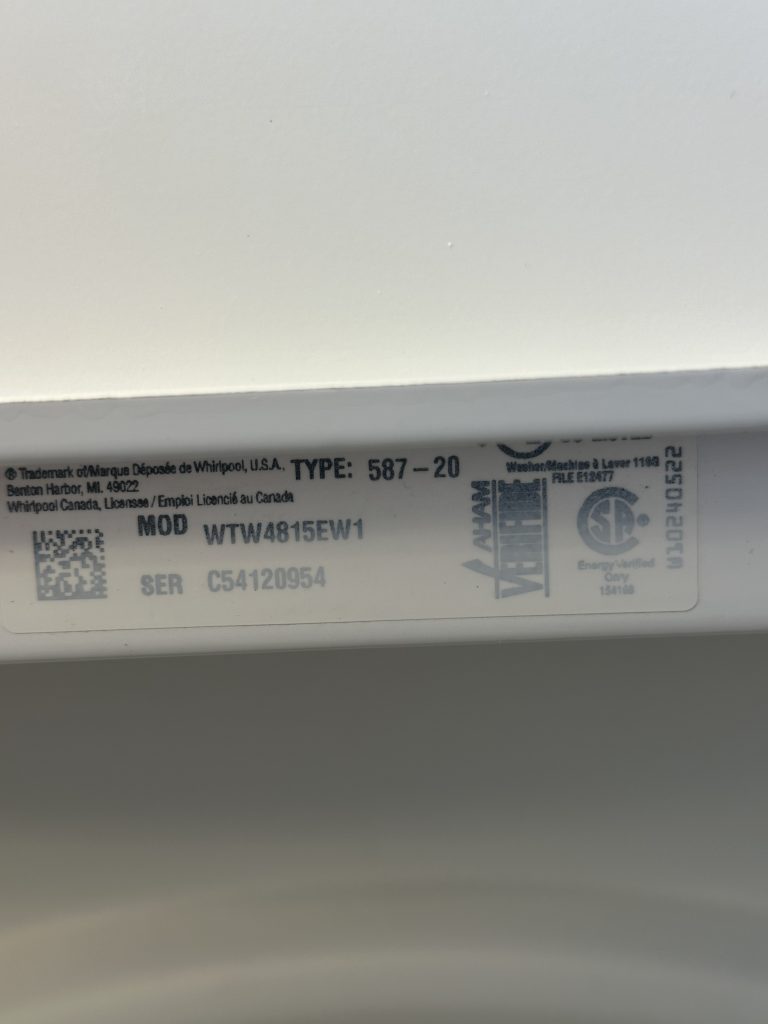 ® Trademark of/Marque Déposée de Whirlpool, U.S.A.
Benton Harbor, MI. 49022
Whirlpool Canada, Licensee / Emploi Licencié au Canada
TYPE: 587-20
MOD WTW4815EW1
SER C54120954
AHAM
VERIFIDE
Washer/Machine à Laver
FILE E12477
Energy Verified
Only
W10240522